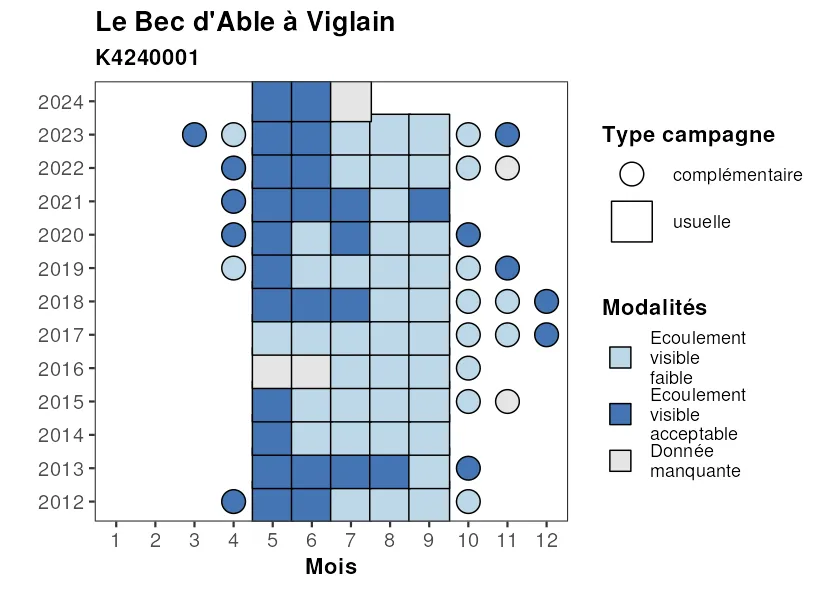 Le Bec d'Able à Viglain
K4240001
2024
2023
2022
2021
2020
2019
2018
2017
2016
2015
2014
2013
2012
1 2 3 4 5 6 7 8 9 10 11 12
Mois
Type campagne
complémentaire
usuelle
Modalités
Ecoulement
visible
faible
Ecoulement
visible
acceptable
Donnée
manquante